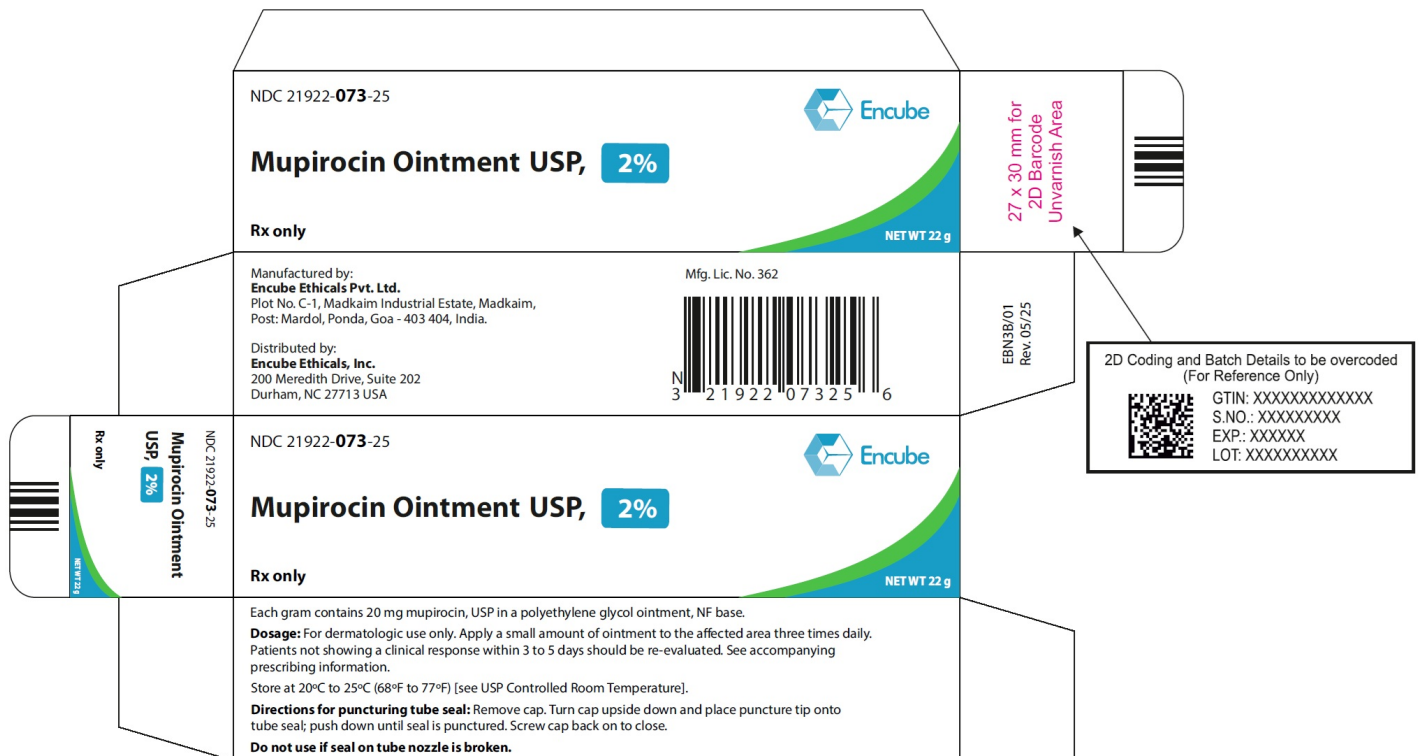 NDC 21922-073-25
Encube
Mupirocin Ointment USP, 2%
Rx only
NET WT 22 g
27 x 30 mm for
2D Barcode
Unvarnish Area
Manufactured by:
Encube Ethicals Pvt. Ltd.
Plot No. C-1, Madkaim Industrial Estate, Madkaim,
Post: Mardol, Ponda, Goa - 403 404, India.
Distributed by:
Encube Ethicals, Inc.
200 Meredith Drive, Suite 202
Durham, NC 27713 USA
Mfg. Lic. No. 362
N
3 21922 07325 6
EBN3B/01
Rev. 05/25
2D Coding and Batch Details to be overcoded
(For Reference Only)
GTIN: XXXXXXXXXXXXX
S.NO.: XXXXXXXXX
EXP.: XXXXXX
LOT: XXXXXXXXXX
NDC 21922-073-25
Mupirocin Ointment
USP, 2%
Rx only
NET WT 22 g
NDC 21922-073-25
Encube
Mupirocin Ointment USP, 2%
Rx only
NET WT 22 g
Each gram contains 20 mg mupirocin, USP in a polyethylene glycol ointment, NF base.
Dosage: For dermatologic use only. Apply a small amount of ointment to the affected area three times daily.
Patients not showing a clinical response within 3 to 5 days should be re-evaluated. See accompanying
prescribing information.
Store at 20ºC to 25ºC (68ºF to 77ºF) [see USP Controlled Room Temperature].
Directions for puncturing tube seal: Remove cap. Turn cap upside down and place puncture tip onto
tube seal; push down until seal is punctured. Screw cap back on to close.
Do not use if seal on tube nozzle is broken.